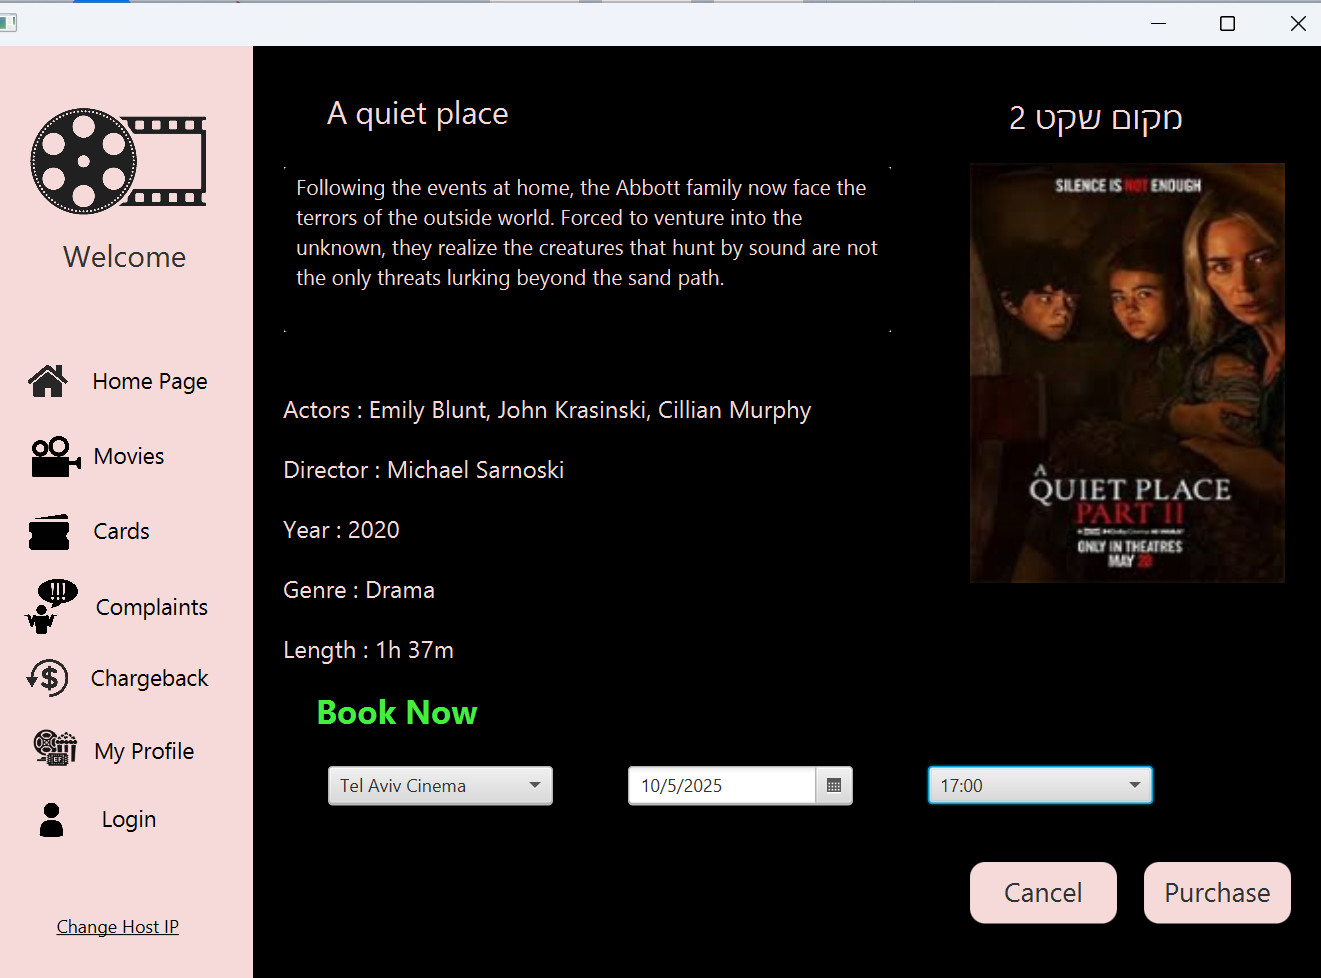 Welcome
Home Page
Movies
Cards
Complaints
Chargeback
My Profile
Login
Change Host IP
A quiet place
מקום שקט 2
Following the events at home, the Abbott family now face the
terrors of the outside world. Forced to venture into the
unknown, they realize the creatures that hunt by sound are not
the only threats lurking beyond the sand path.
Actors : Emily Blunt, John Krasinski, Cillian Murphy
Director : Michael Sarnoski
Year : 2020
Genre : Drama
Length : 1h 37m
SILENCE IS NOT ENOUGH
A
QUIET PLACE
PART II
ONLY IN THEATRES
MAY 28
Book Now
Tel Aviv Cinema
10/5/2025
17:00
Cancel
Purchase